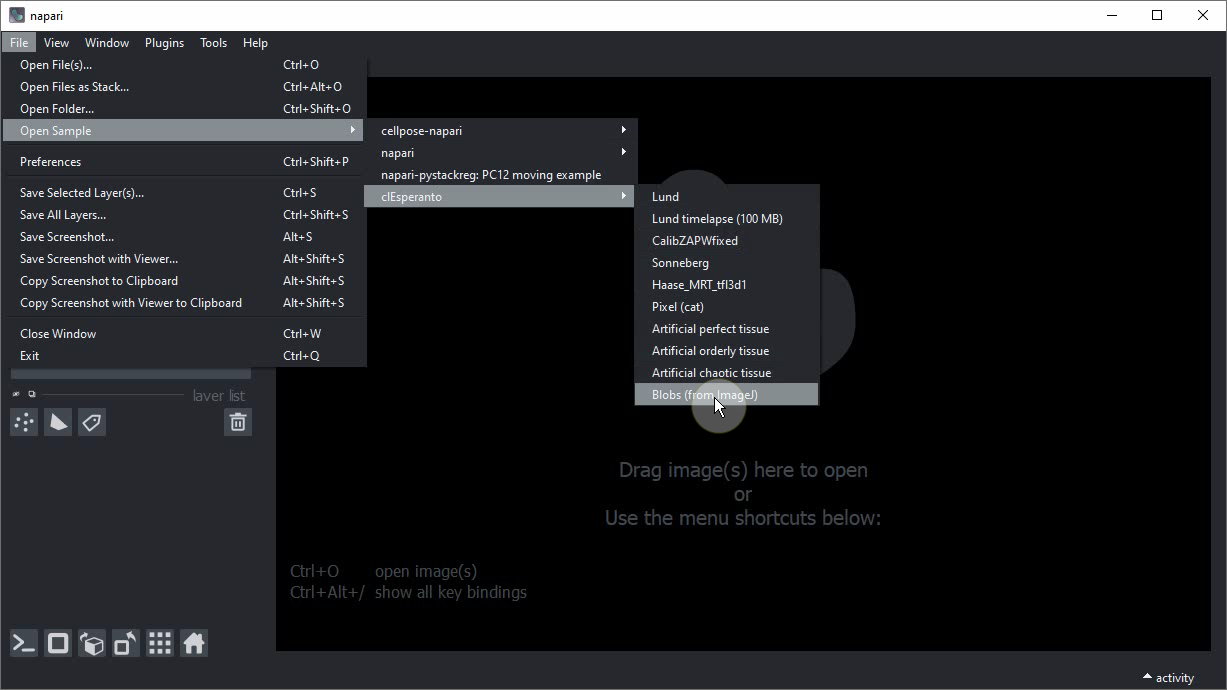 napari
File View Window Plugins Tools Help
Open File(s)... Ctrl+O
Open Files as Stack... Ctrl+Alt+O
Open Folder... Ctrl+Shift+O
Open Sample
Preferences Ctrl+Shift+P
Save Selected Layer(s)... Ctrl+S
Save All Layers... Ctrl+Shift+S
Save Screenshot... Alt+S
Save Screenshot with Viewer... Alt+Shift+S
Copy Screenshot to Clipboard Alt+Shift+S
Copy Screenshot with Viewer to Clipboard Alt+Shift+S
Close Window Ctrl+W
Exit Ctrl+Q
cellpose-napari
napari
napari-pystackreg: PC12 moving example
clEsperanto
Lund
Lund timelapse (100 MB)
CalibZAPWfixed
Sonneberg
Haase_MRT_tfl3d1
Pixel (cat)
Artificial perfect tissue
Artificial orderly tissue
Artificial chaotic tissue
Blobs (from ImageJ)
layer list
Drag image(s) here to open
or
Use the menu shortcuts below:
Ctrl+O open image(s)
Ctrl+Alt+/ show all key bindings
activity